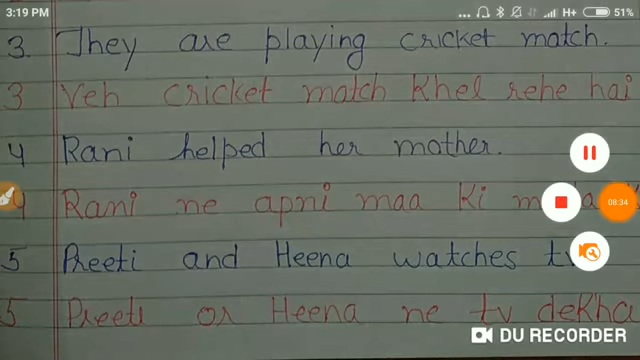 3:19 PM ... H+ 51%
3. They are playing cricket match.
3 Veh cricket match Khel rehe hai
4 Rani helped her mother.
4 Rani ne apni maa Ki
08:34
5 Preeti and Heena watches tv
5 Preeti or Heena ne tv dekha
DU RECORDER